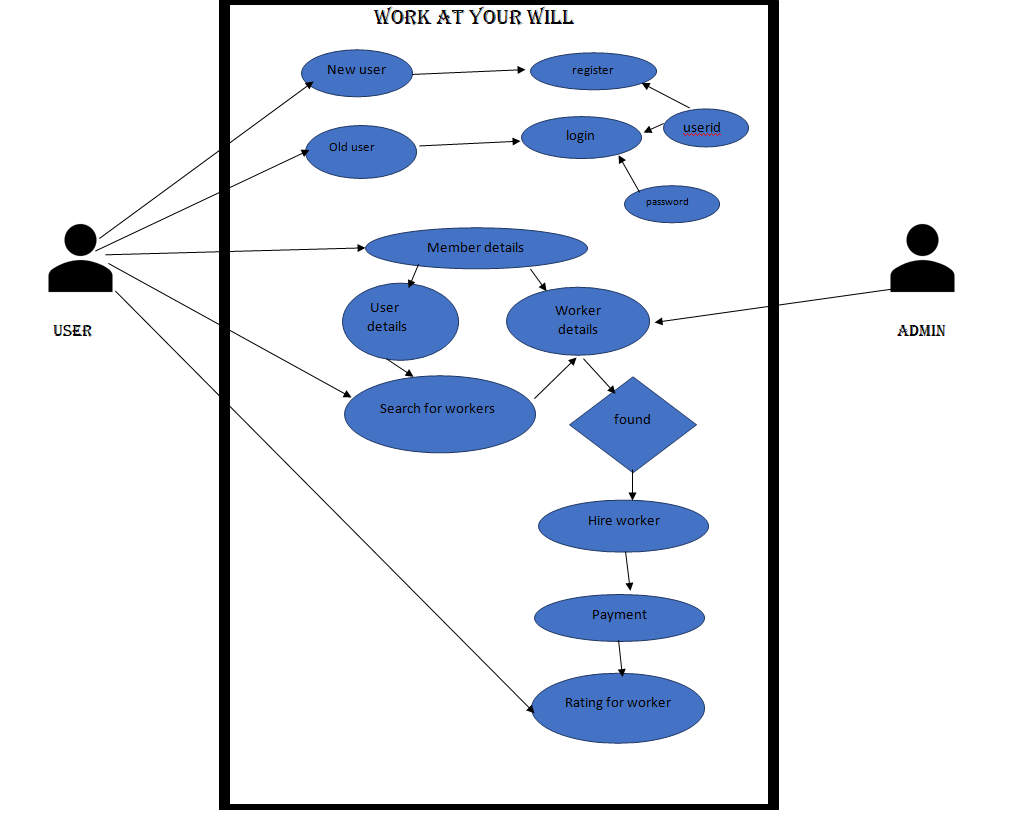 WORK AT YOUR WILL
New user
register
userid
login
Old user
password
Member details
User
details
Worker
details
USER
ADMIN
Search for workers
found
Hire worker
Payment
Rating for worker